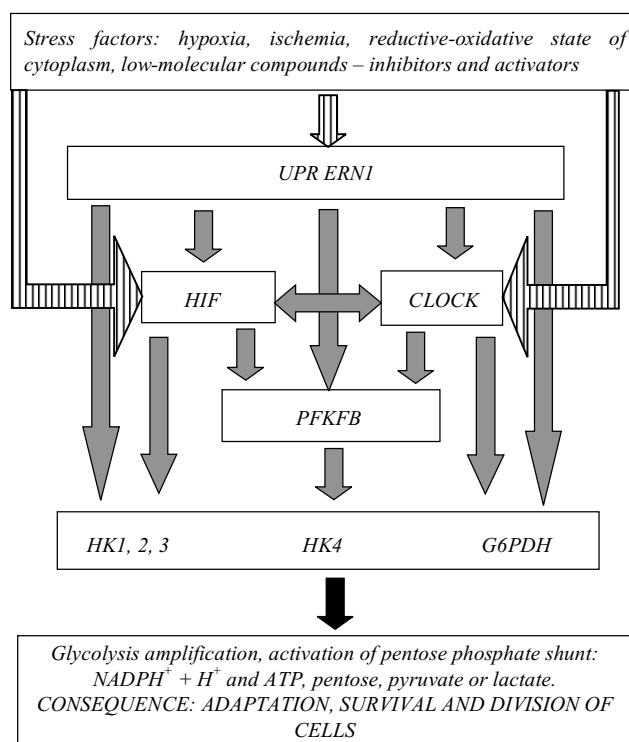 Stress factors: hypoxia, ischemia, reductive-oxidative state of
cytoplasm, low-molecular compounds – inhibitors and activators
UPR ERN1
HIF
CLOCK
PFKFB
HK1, 2, 3 HK4 G6PDH
Glycolysis amplification, activation of pentose phosphate shunt:
NADPH⁺ + H⁺ and ATP, pentose, pyruvate or lactate.
CONSEQUENCE: ADAPTATION, SURVIVAL AND DIVISION OF
CELLS